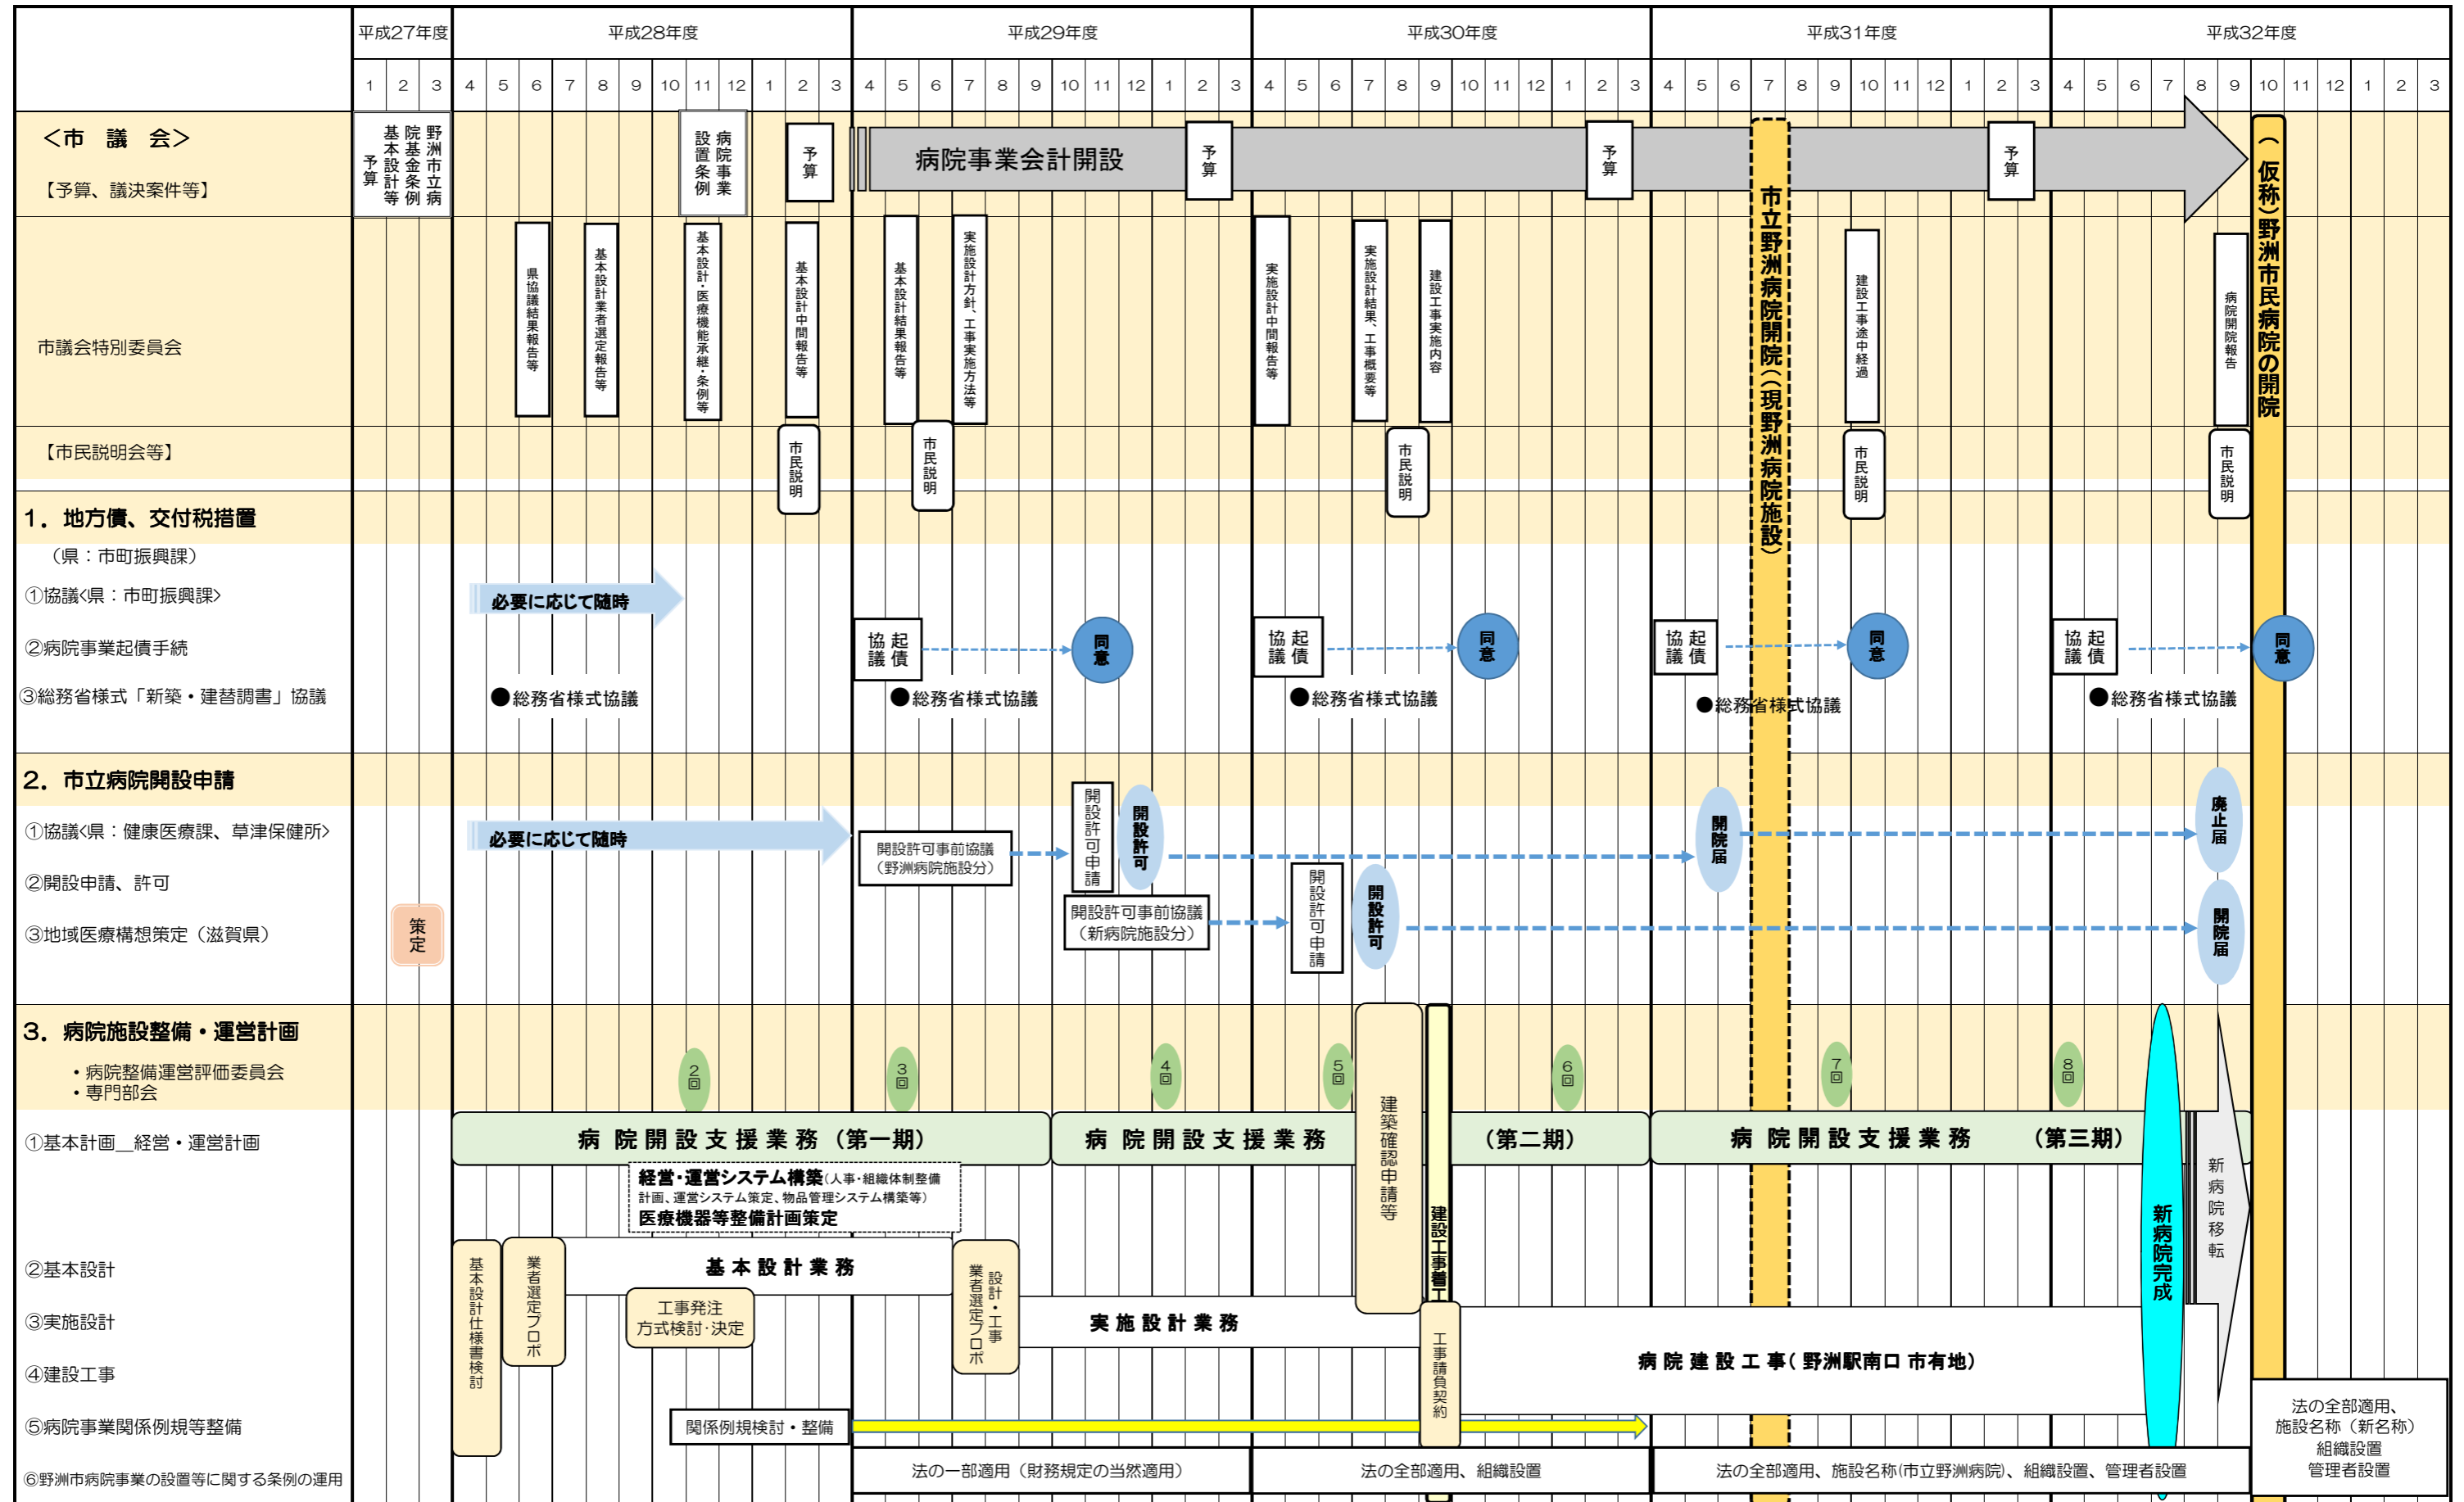 平成27年度 平成28年度 平成29年度 平成30年度 平成31年度 平成32年度
1 2 3 4 5 6 7 8 9 10 11 12 1 2 3 4 5 6 7 8 9 10 11 12 1 2 3 4 5 6 7 8 9 10 11 12 1 2 3 4 5 6 7 8 9 10 11 12 1 2 3 4 5 6 7 8 9 10 11 12 1 2 3
<市 議 会>
【予算、議決案件等】
野洲市立病
院基金条例
基本設計等
予算
病院事業
設置条例
予算
病院事業会計開設
予算
予算
予算
市立野洲病院開院((現野洲病院施設)
(仮称)野洲市民病院の開院
市議会特別委員会
県協議結果報告等
基本設計業者選定報告等
基本設計・医療機能承継・条例等
基本設計中間報告等
基本設計結果報告等
実施設計方針、工事実施方法等
実施設計中間報告等
実施設計結果、工事概要等
建設工事実施内容
建設工事途中経過
病院開院報告
【市民説明会等】
市民説明
市民説明
市民説明
市民説明
市民説明
1.地方債、交付税措置
(県:市町振興課)
①協議<県:市町振興課>
必要に応じて随時
②病院事業起債手続
起債
協議
同意
起債
協議
同意
起債
協議
同意
起債
協議
同意
③総務省様式「新築・建替調書」協議
●総務省様式協議
●総務省様式協議
●総務省様式協議
●総務省様式協議
●総務省様式協議
2.市立病院開設申請
①協議<県:健康医療課、草津保健所>
必要に応じて随時
開設許可事前協議
(野洲病院施設分)
開設許可申請
開設許可
開院届
廃止届
②開設申請、許可
開設許可事前協議
(新病院施設分)
開設許可申請
開設許可
開院届
③地域医療構想策定(滋賀県)
策定
3.病院施設整備・運営計画
・病院整備運営評価委員会
・専門部会
2回
3回
4回
5回
6回
7回
8回
①基本計画__経営・運営計画
病院開設支援業務(第一期)
病院開設支援業務 (第二期)
病院開設支援業務 (第三期)
経営・運営システム構築(人事・組織体制整備
計画、運営システム策定、物品管理システム構築等)
医療機器等整備計画策定
建築確認申請等
建設工事着工
新病院完成
新病院移転
②基本設計
基本設計仕様書検討
業者選定プロポ
基本設計業務
工事発注
方式検討・決定
設計・工事
業者選定プロポ
③実施設計
実施設計業務
④建設工事
工事請負契約
病院建設工事(野洲駅南口 市有地)
⑤病院事業関係例規等整備
関係例規検討・整備
⑥野洲市病院事業の設置等に関する条例の運用
法の一部適用(財務規定の当然適用)
法の全部適用、組織設置
法の全部適用、施設名称(市立野洲病院)、組織設置、管理者設置
法の全部適用、
施設名称(新名称)
組織設置
管理者設置